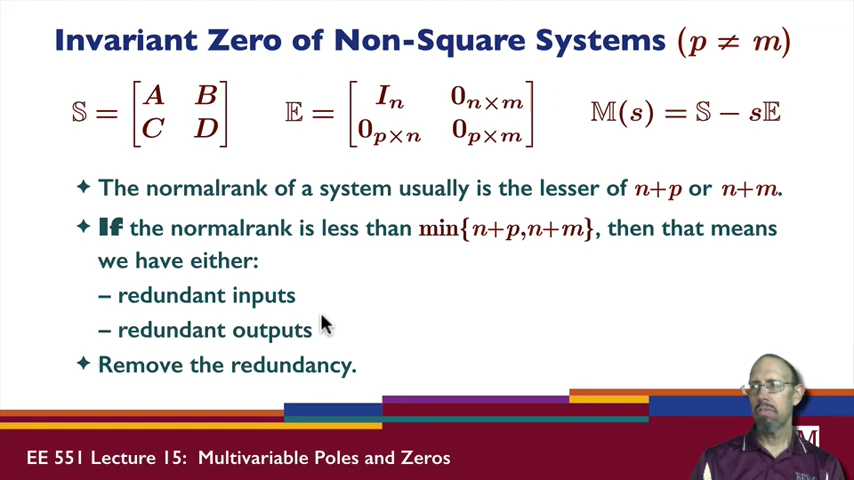 Invariant Zero of Non-Square Systems (p ≠ m)
𝕊 = [A B; C D] 𝔼 = [Iₙ 0ₙₓₘ; 0ₚₓₙ 0ₚₓₘ] 𝕄(s) = 𝕊 − s𝔼
✦ The normalrank of a system usually is the lesser of n+p or n+m.
✦ If the normalrank is less than min{n+p,n+m}, then that means
we have either:
– redundant inputs
– redundant outputs
✦ Remove the redundancy.
M
EE 551 Lecture 15: Multivariable Poles and Zeros